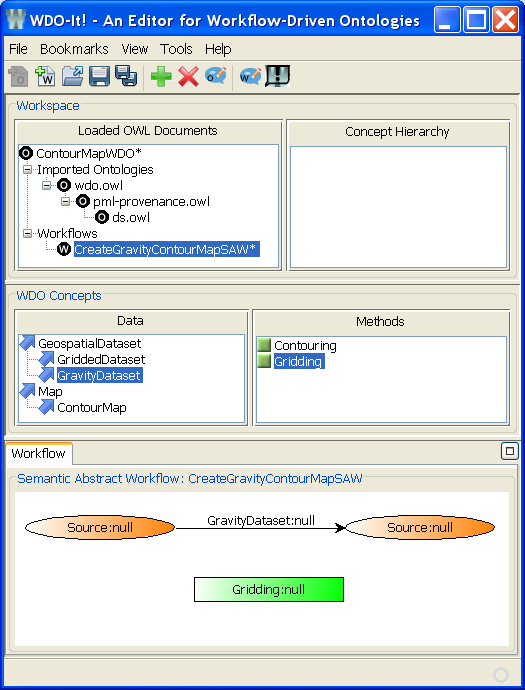 WDO-It! - An Editor for Workflow-Driven Ontologies
File Bookmarks View Tools Help
Workspace
Loaded OWL Documents
Concept Hierarchy
ContourMapWDO*
Imported Ontologies
wdo.owl
pml-provenance.owl
ds.owl
Workflows
CreateGravityContourMapSAW*
WDO Concepts
Data
Methods
GeospatialDataset
GriddedDataset
GravityDataset
Map
ContourMap
Contouring
Gridding
Workflow
Semantic Abstract Workflow: CreateGravityContourMapSAW
Source:null
GravityDataset:null
Source:null
Gridding:null